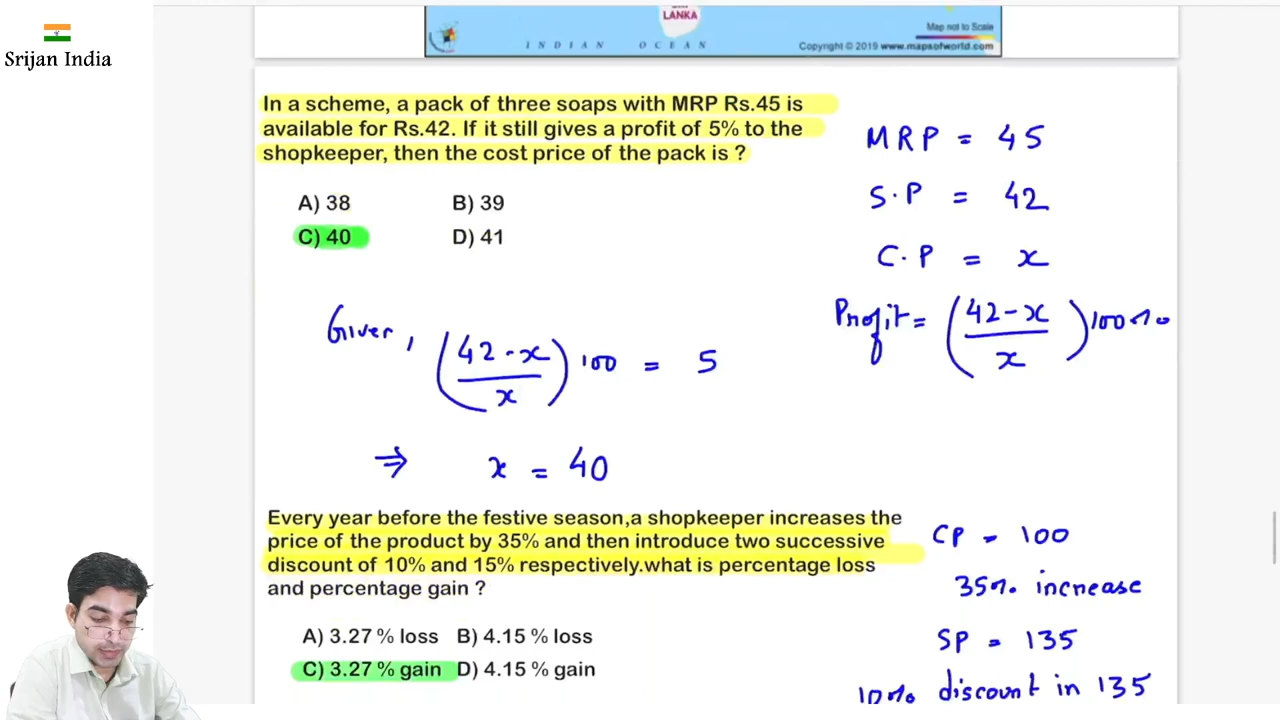 Srijan India
LANKA
Map not to Scale
INDIAN OCEAN
Copyright © 2019 www.mapsofworld.com
In a scheme, a pack of three soaps with MRP Rs.45 is
available for Rs.42. If it still gives a profit of 5% to the
shopkeeper, then the cost price of the pack is ?
A) 38 B) 39
C) 40 D) 41
MRP = 45
S.P = 42
C.P = x
Profit = (42-x/x)100%
Given, (42-x/x)100 = 5
⇒ x = 40
Every year before the festive season,a shopkeeper increases the
price of the product by 35% and then introduce two successive
discount of 10% and 15% respectively.what is percentage loss
and percentage gain ?
A) 3.27 % loss B) 4.15 % loss
C) 3.27 % gain D) 4.15 % gain
CP = 100
35% increase
SP = 135
10% discount in 135